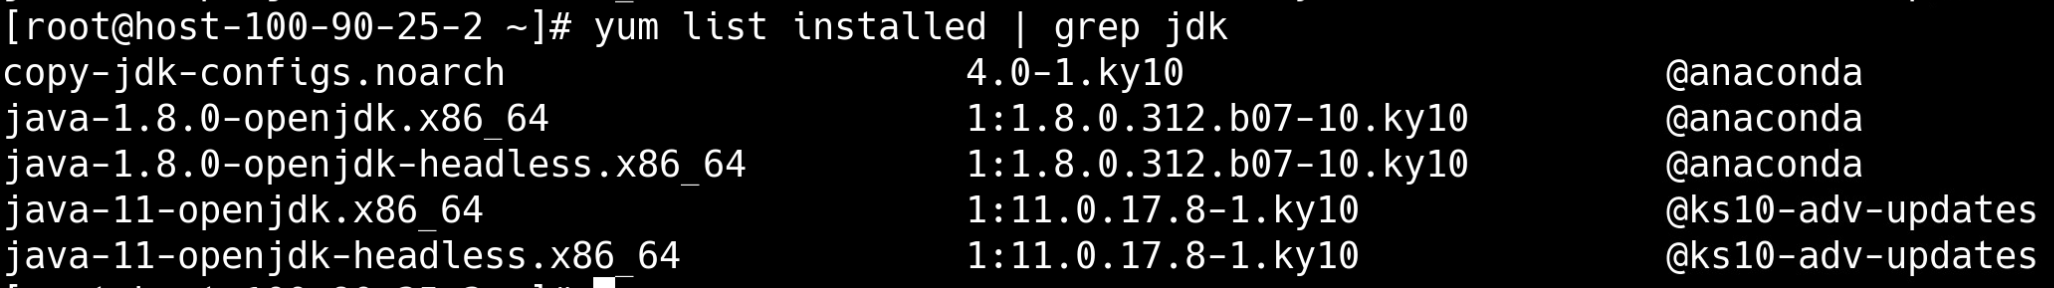 [root@host-100-90-25-2 ~]# yum list installed | grep jdk
copy-jdk-configs.noarch 4.0-1.ky10 @anaconda
java-1.8.0-openjdk.x86_64 1:1.8.0.312.b07-10.ky10 @anaconda
java-1.8.0-openjdk-headless.x86_64 1:1.8.0.312.b07-10.ky10 @anaconda
java-11-openjdk.x86_64 1:11.0.17.8-1.ky10 @ks10-adv-updates
java-11-openjdk-headless.x86_64 1:11.0.17.8-1.ky10 @ks10-adv-updates